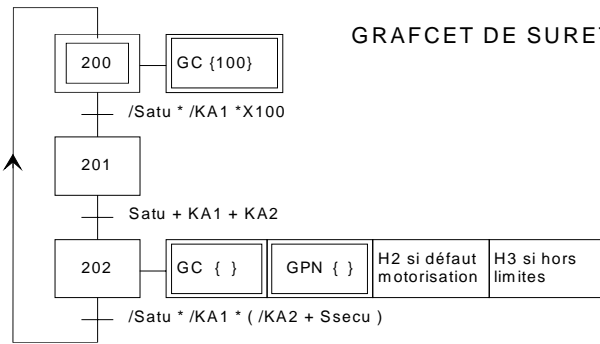 GRAFCET DE SURET
200
GC {100}
/Satu * /KA1 *X100
201
Satu + KA1 + KA2
202
GC { }
GPN { }
H2 si défaut
motorisation
H3 si hors
limites
/Satu * /KA1 * ( /KA2 + Ssecu )